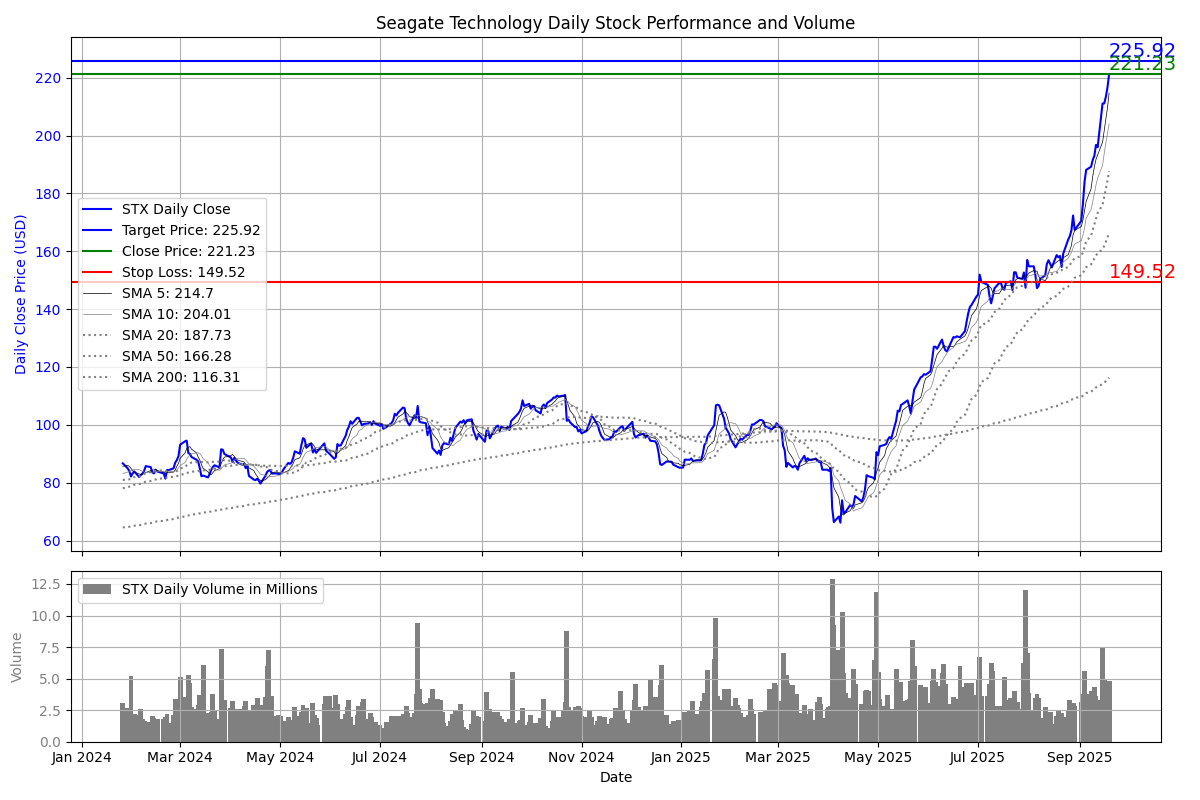 Seagate Technology Daily Stock Performance and Volume
225.92
221.23
149.52
Daily Close Price (USD)
220
200
180
160
140
120
100
80
60
STX Daily Close
Target Price: 225.92
Close Price: 221.23
Stop Loss: 149.52
SMA 5: 214.7
SMA 10: 204.01
SMA 20: 187.73
SMA 50: 166.28
SMA 200: 116.31
Volume
12.5
10.0
7.5
5.0
2.5
0.0
STX Daily Volume in Millions
Jan 2024 Mar 2024 May 2024 Jul 2024 Sep 2024 Nov 2024 Jan 2025 Mar 2025 May 2025 Jul 2025 Sep 2025
Date